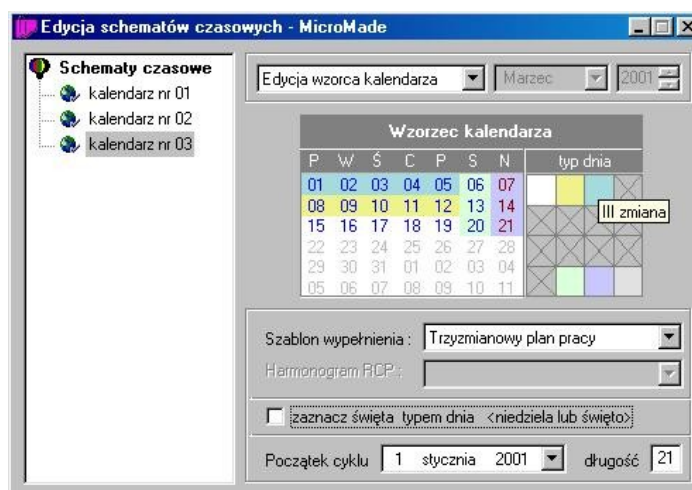 Edycja schematów czasowych - MicroMade
Schematy czasowe
kalendarz nr 01
kalendarz nr 02
kalendarz nr 03
Edycja wzorca kalendarza
Marzec
2001
Wzorzec kalendarza
P W Ś C P S N typ dnia
01 02 03 04 05 06 07
08 09 10 11 12 13 14
III zmiana
15 16 17 18 19 20 21
22 23 24 25 26 27 28
29 30 31 01 02 03 04
05 06 07 08 09 10 11
Szablon wypełnienia : Trzyzmianowy plan pracy
Harmonogram RCP :
zaznacz święta typem dnia <niedziela lub święto>
Początek cyklu 1 stycznia 2001 długość 21